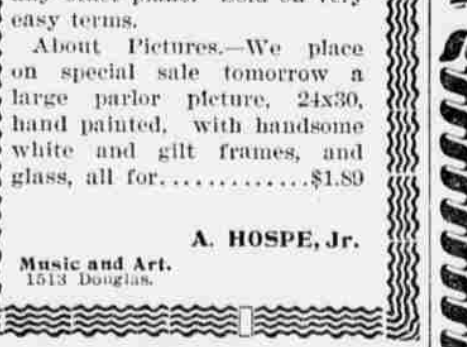 easy terms.
About Pictures.—We place
on special sale tomorrow a
large parlor picture, 24x30,
hand painted, with handsome
white and gilt frames, and
glass, all for.............$1.89
A. HOSPE, Jr.
Music and Art.
1513 Douglas.